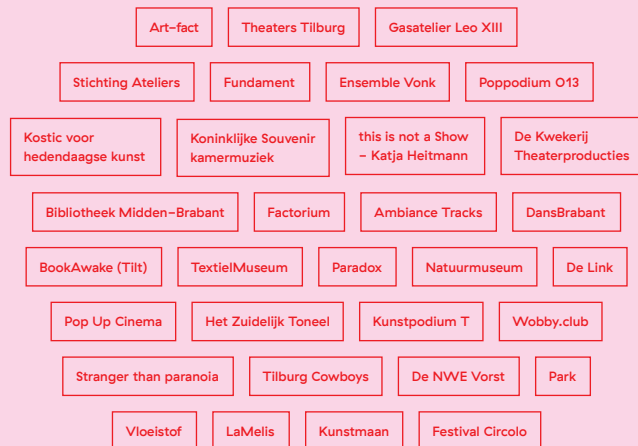 Art-fact
Theaters Tilburg
Gasatelier Leo XIII
Stichting Ateliers
Fundament
Ensemble Vonk
Poppodium 013
Kostic voor
hedendaagse kunst
Koninklijke Souvenir
kamermuziek
this is not a Show
- Katja Heitmann
De Kwekerij
Theaterproducties
Bibliotheek Midden-Brabant
Factorium
Ambiance Tracks
DansBrabant
BookAwake (Tilt)
TextielMuseum
Paradox
Natuurmuseum
De Link
Pop Up Cinema
Het Zuidelijk Toneel
Kunstpodium T
Wobby.club
Stranger than paranoia
Tilburg Cowboys
De NWE Vorst
Park
Vloeistof
LaMelis
Kunstmaan
Festival Circolo